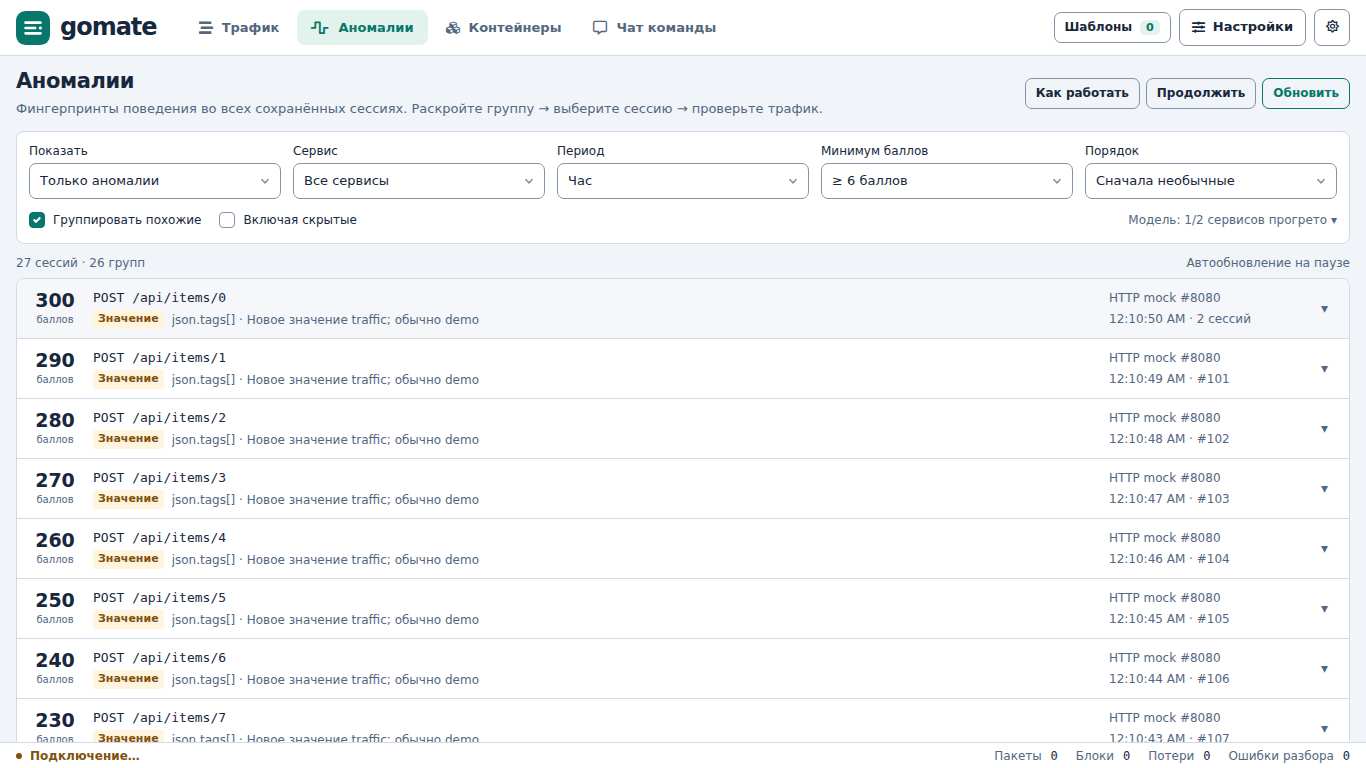 gomate
Трафик
Аномалии
Контейнеры
Чат команды
Шаблоны 0
Настройки
Аномалии
Фингерпринты поведения во всех сохранённых сессиях. Раскройте группу → выберите сессию → проверьте трафик.
Как работать
Продолжить
Обновить
Показать
Сервис
Период
Минимум баллов
Порядок
Только аномалии
Все сервисы
Час
≥ 6 баллов
Сначала необычные
Группировать похожие
Включая скрытые
Модель: 1/2 сервисов прогрето ▾
27 сессий · 26 групп
Автообновление на паузе
300
баллов
POST /api/items/0
Значение json.tags[] · Новое значение traffic; обычно demo
HTTP mock #8080
12:10:50 AM · 2 сессий
▼
290
баллов
POST /api/items/1
Значение json.tags[] · Новое значение traffic; обычно demo
HTTP mock #8080
12:10:49 AM · #101
▼
280
баллов
POST /api/items/2
Значение json.tags[] · Новое значение traffic; обычно demo
HTTP mock #8080
12:10:48 AM · #102
▼
270
баллов
POST /api/items/3
Значение json.tags[] · Новое значение traffic; обычно demo
HTTP mock #8080
12:10:47 AM · #103
▼
260
баллов
POST /api/items/4
Значение json.tags[] · Новое значение traffic; обычно demo
HTTP mock #8080
12:10:46 AM · #104
▼
250
баллов
POST /api/items/5
Значение json.tags[] · Новое значение traffic; обычно demo
HTTP mock #8080
12:10:45 AM · #105
▼
240
баллов
POST /api/items/6
Значение json.tags[] · Новое значение traffic; обычно demo
HTTP mock #8080
12:10:44 AM · #106
▼
230
баллов
POST /api/items/7
Значение json.tags[] · Новое значение traffic; обычно demo
HTTP mock #8080
12:10:43 AM · #107
▼
Подключение…
Пакеты 0
Блоки 0
Потери 0
Ошибки разбора 0